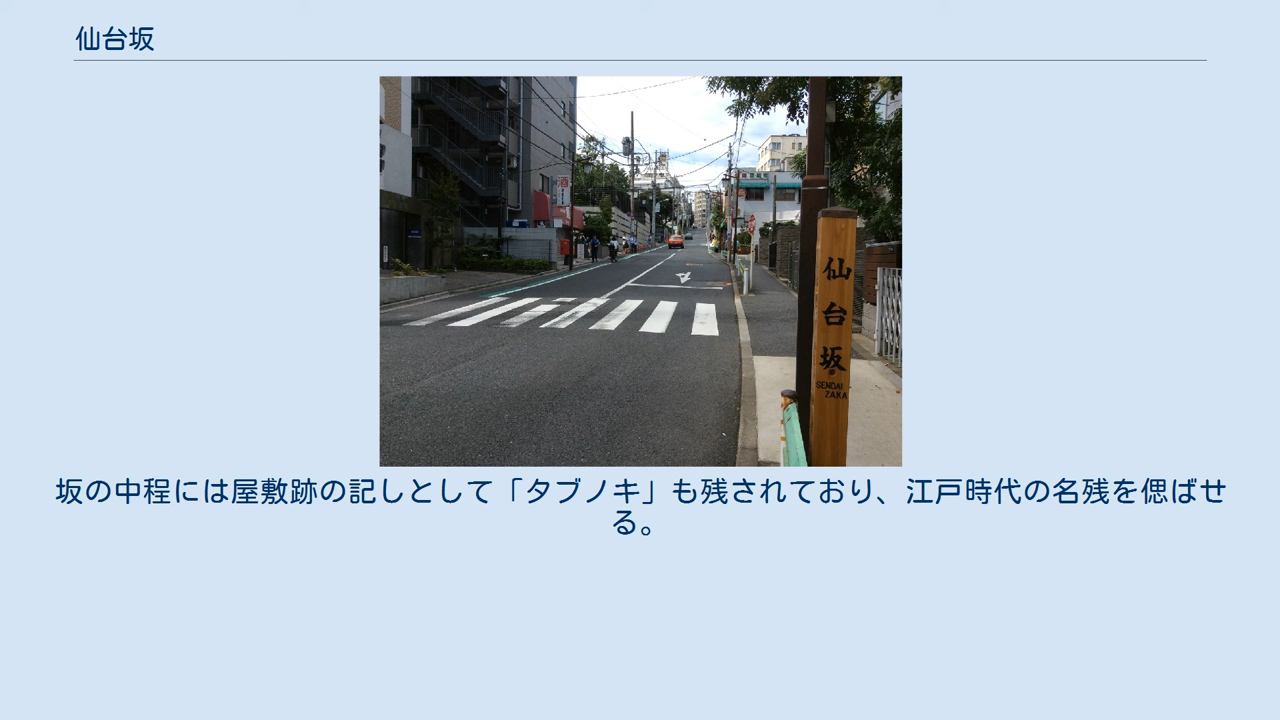 仙台坂
酒
仙
台
坂
SENDAI
ZAKA
坂の中程には屋敷跡の記しとして「タブノキ」も残されており、江戸時代の名残を偲ばせ
る。